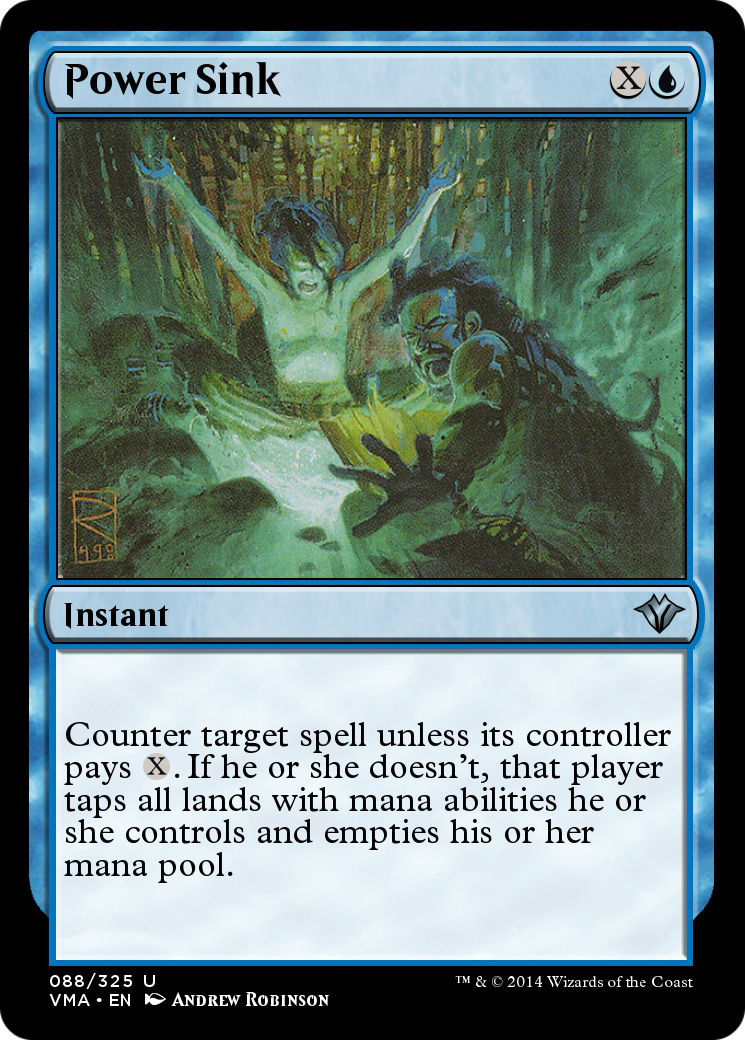 Power Sink X
Instant
Counter target spell unless its controller
pays X. If he or she doesn't, that player
taps all lands with mana abilities he or
she controls and empties his or her
mana pool.
088/325 U
™ & © 2014 Wizards of the Coast
VMA • EN Andrew Robinson